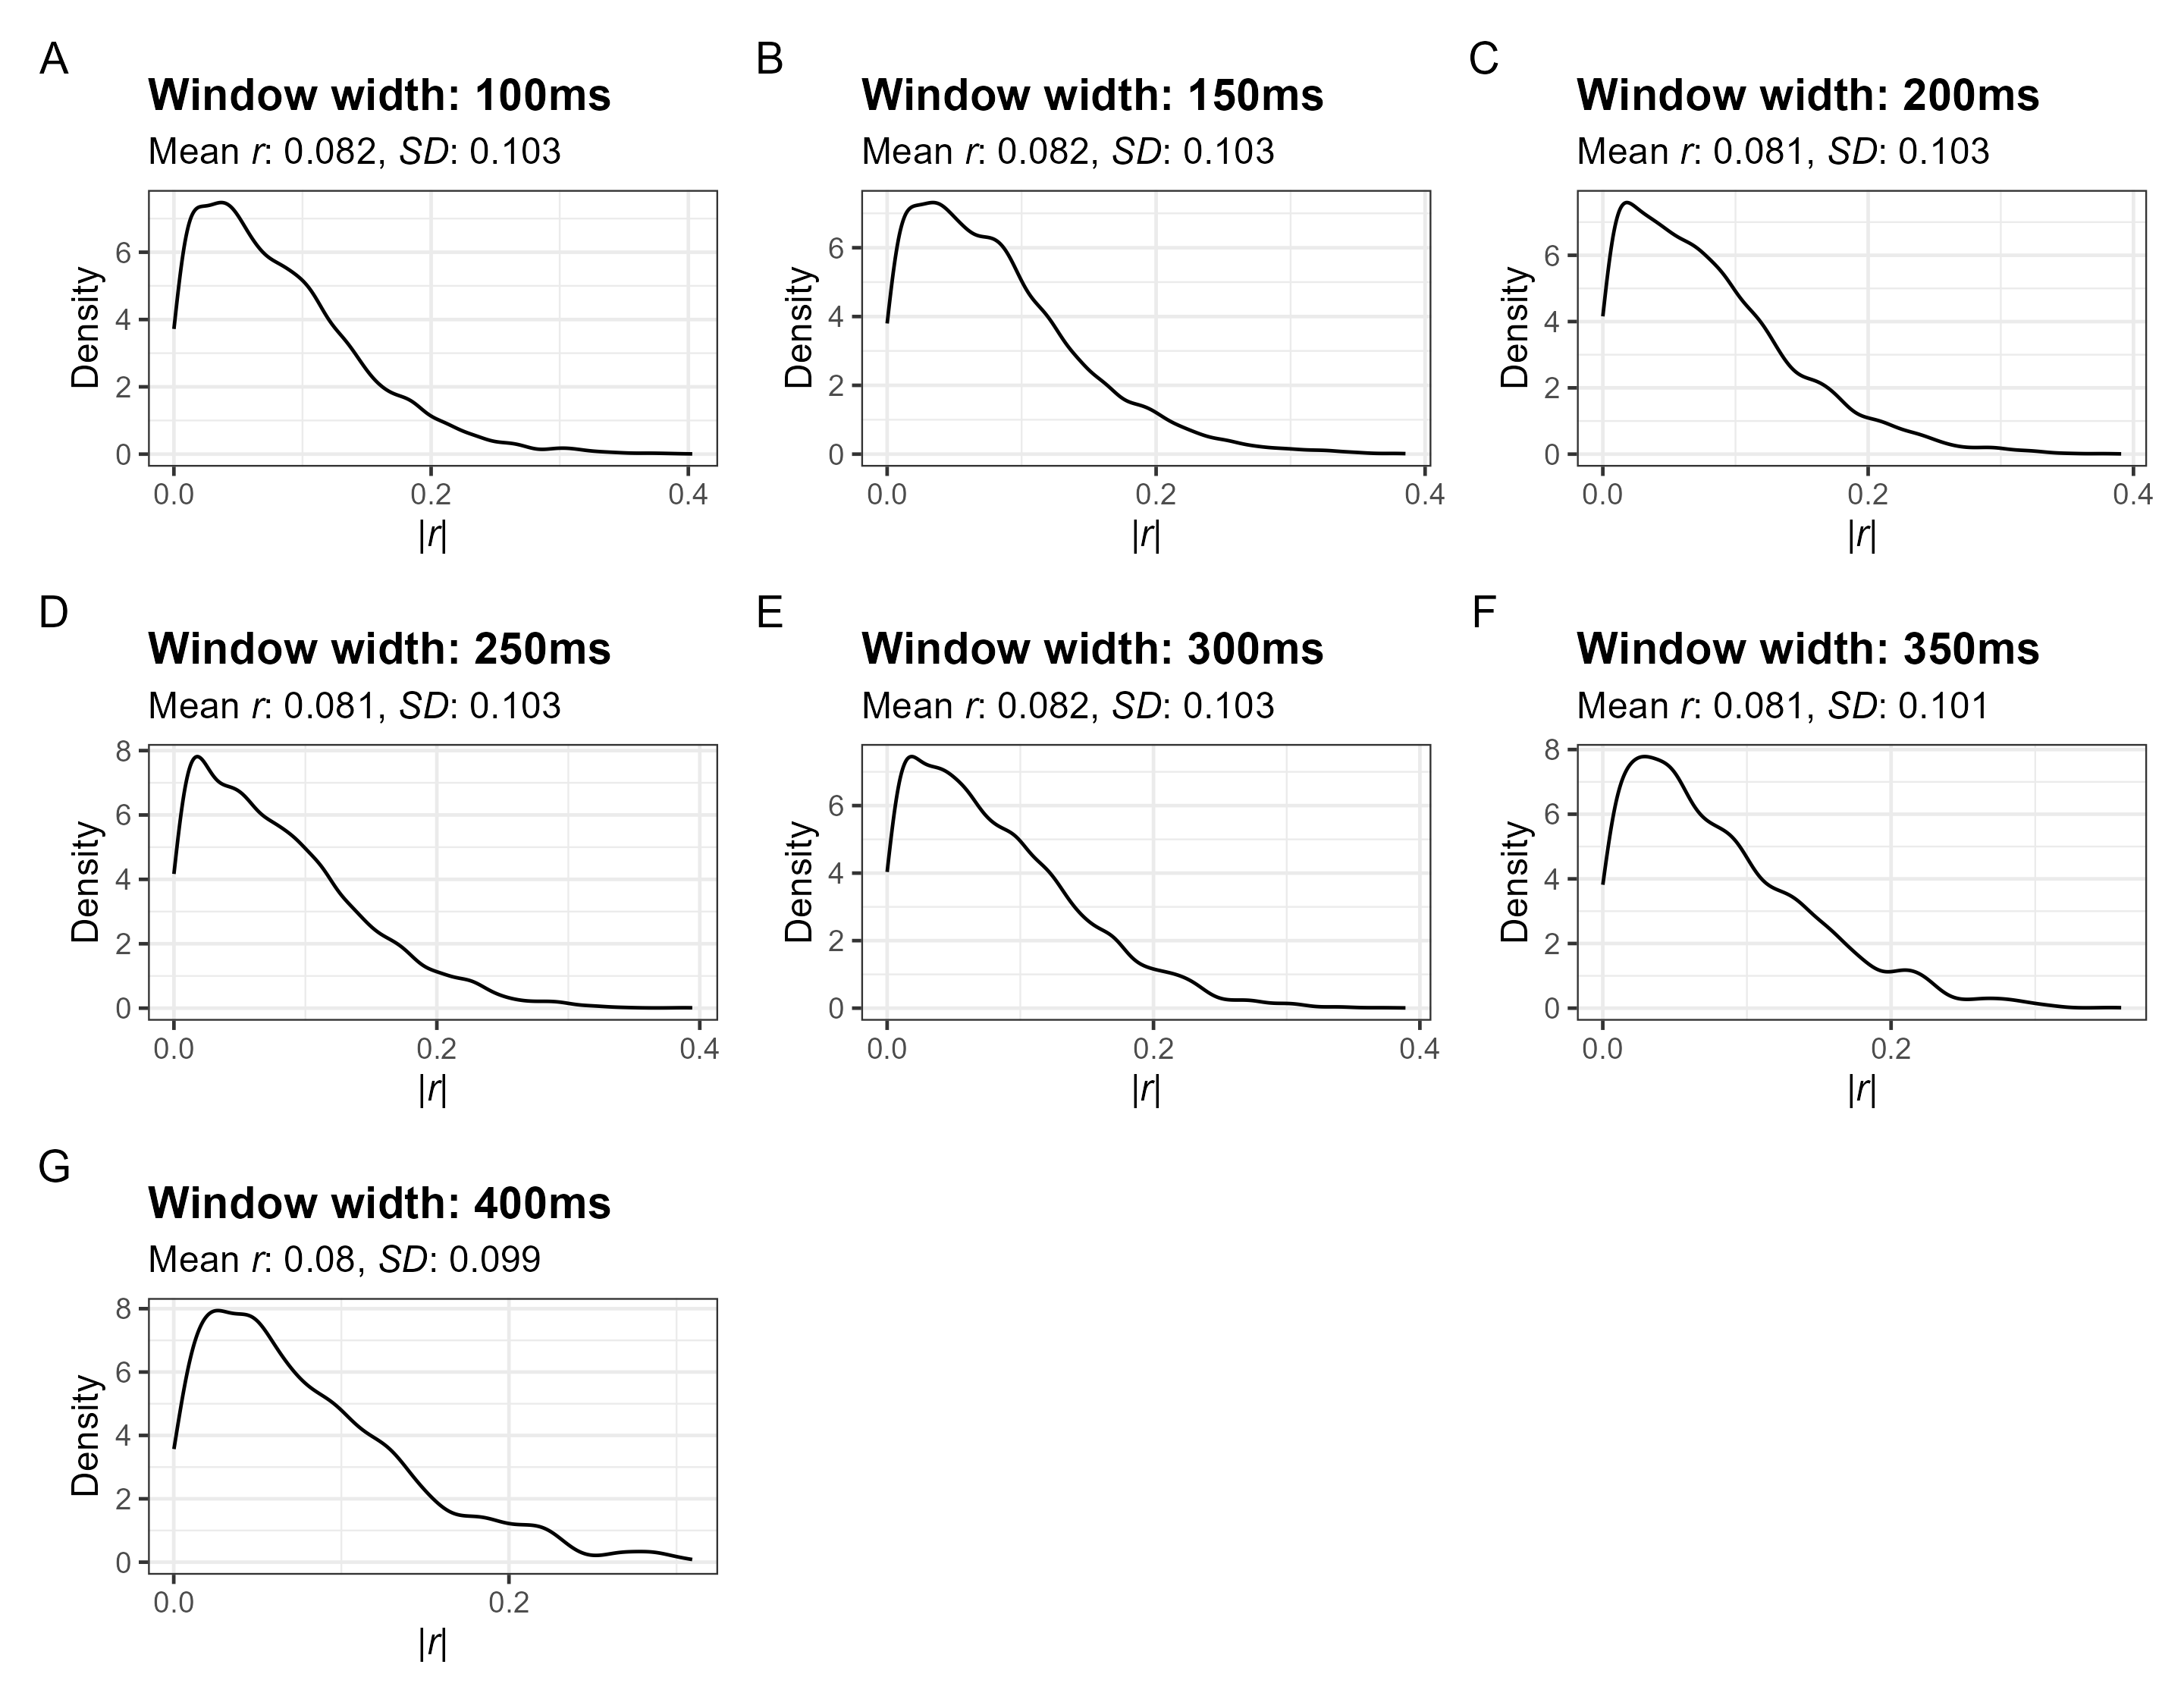 A
Window width: 100ms
Mean r: 0.082, SD: 0.103
Density
6
4
2
0
0.0 0.2 0.4
|r|
B
Window width: 150ms
Mean r: 0.082, SD: 0.103
Density
6
4
2
0
0.0 0.2 0.4
|r|
C
Window width: 200ms
Mean r: 0.081, SD: 0.103
Density
6
4
2
0
0.0 0.2 0.4
|r|
D
Window width: 250ms
Mean r: 0.081, SD: 0.103
Density
8
6
4
2
0
0.0 0.2 0.4
|r|
E
Window width: 300ms
Mean r: 0.082, SD: 0.103
Density
6
4
2
0
0.0 0.2 0.4
|r|
F
Window width: 350ms
Mean r: 0.081, SD: 0.101
Density
8
6
4
2
0
0.0 0.2
|r|
G
Window width: 400ms
Mean r: 0.08, SD: 0.099
Density
8
6
4
2
0
0.0 0.2
|r|